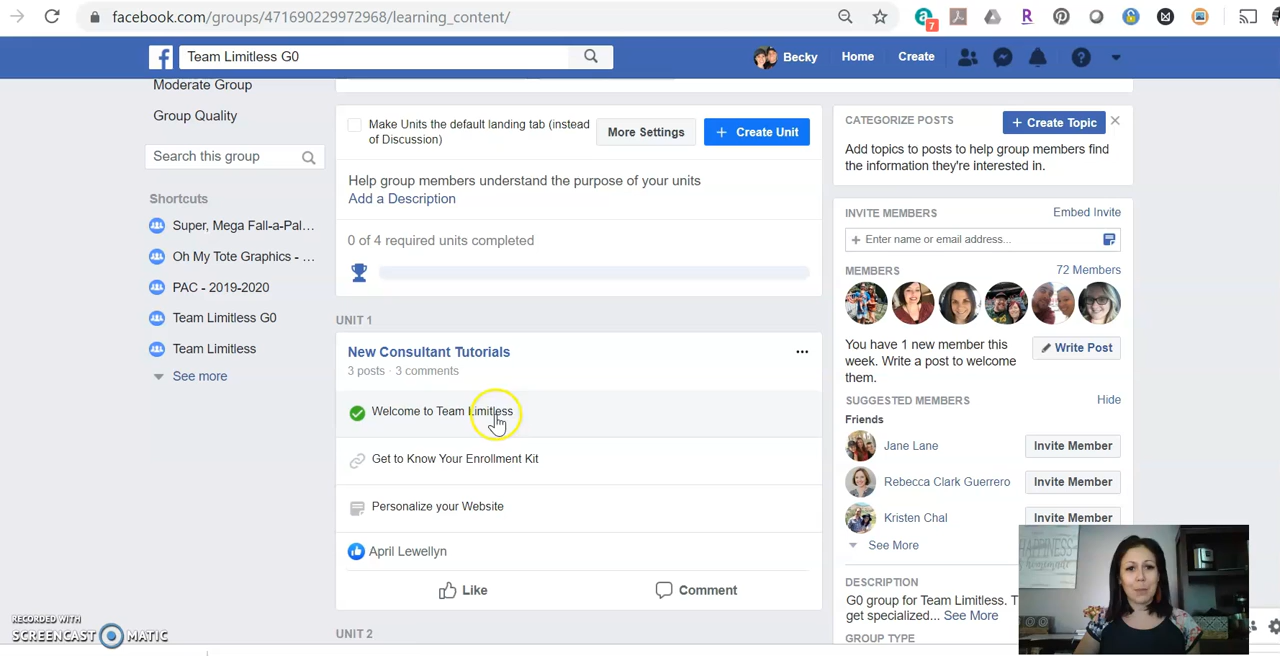 facebook.com/groups/471690229972968/learning_content/
7
R
f
Team Limitless G0
Becky
Home
Create
Moderate Group
Group Quality
Search this group
Shortcuts
Super, Mega Fall-a-Pal...
Oh My Tote Graphics - ...
PAC - 2019-2020
Team Limitless G0
Team Limitless
See more
Make Units the default landing tab (instead
of Discussion)
More Settings
+ Create Unit
Help group members understand the purpose of your units
Add a Description
0 of 4 required units completed
UNIT 1
New Consultant Tutorials
...
3 posts · 3 comments
Welcome to Team Limitless
Get to Know Your Enrollment Kit
Personalize your Website
April Lewellyn
Like
Comment
UNIT 2
CATEGORIZE POSTS
+ Create Topic
Add topics to posts to help group members find
the information they're interested in.
INVITE MEMBERS
Embed Invite
+ Enter name or email address...
MEMBERS
72 Members
You have 1 new member this
week. Write a post to welcome
them.
Write Post
SUGGESTED MEMBERS
Hide
Friends
Jane Lane
Invite Member
Rebecca Clark Guerrero
Invite Member
Kristen Chal
Invite Member
See More
DESCRIPTION
G0 group for Team Limitless. T
get specialized... See More
GROUP TYPE
HAPPINESS
RECORDED WITH
SCREENCAST MATIC